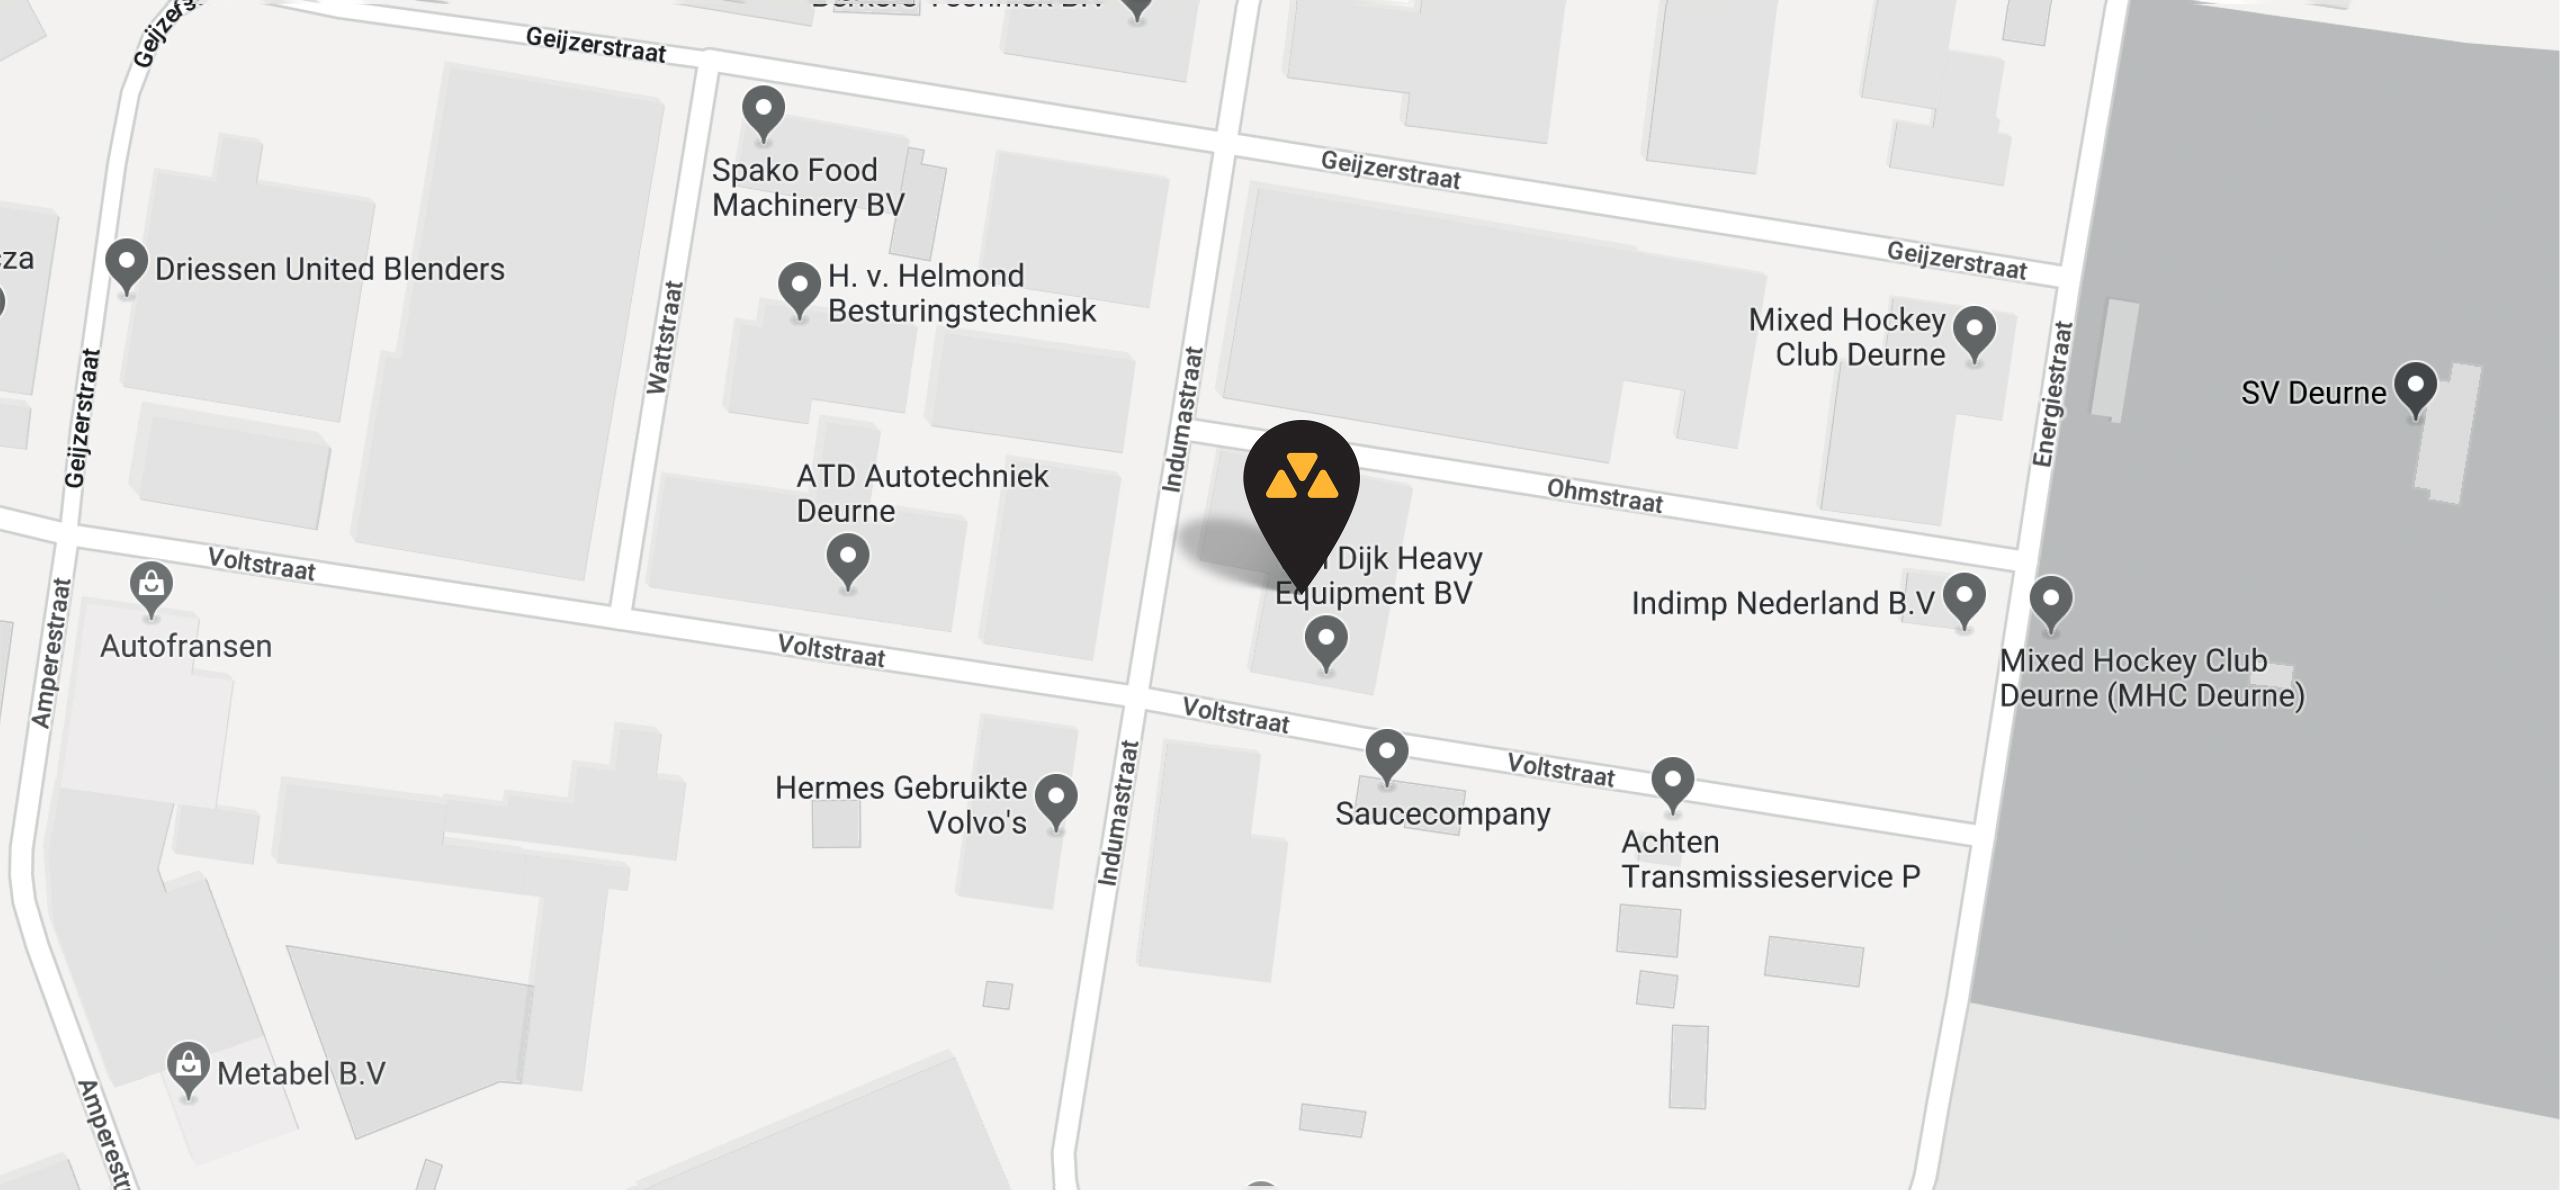 Geijzerstraat
Spako Food
Machinery BV
Geijzerstraat
Geijzerstraat
Driessen United Blenders
H. v. Helmond
Besturingstechniek
Wattstraat
Mixed Hockey
Club Deurne
Geijzerstraat
Indumastraat
Energiestraat
SV Deurne
ATD Autotechniek
Deurne
Ohmstraat
Voltstraat
Dijk Heavy
Equipment BV
Indimp Nederland B.V
Autofransen
Amperestraat
Voltstraat
Mixed Hockey Club
Deurne (MHC Deurne)
Voltstraat
Voltstraat
Hermes Gebruikte
Volvo's
Indumastraat
Saucecompany
Achten
Transmissieservice P
Metabel B.V